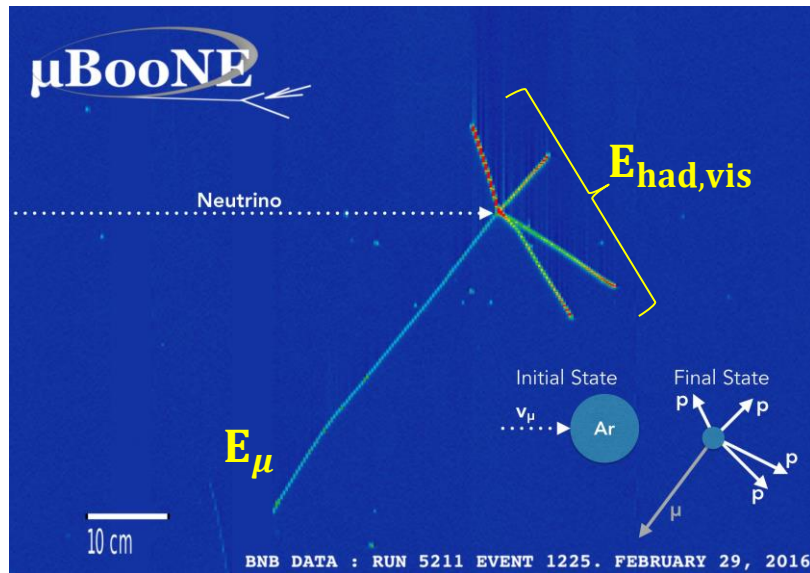 µBooNE
Neutrino
E_had,vis
Initial State
Final State
ν_μ
Ar
p
p
p
p
μ
E_μ
10 cm
BNB DATA : RUN 5211 EVENT 1225. FEBRUARY 29, 2016